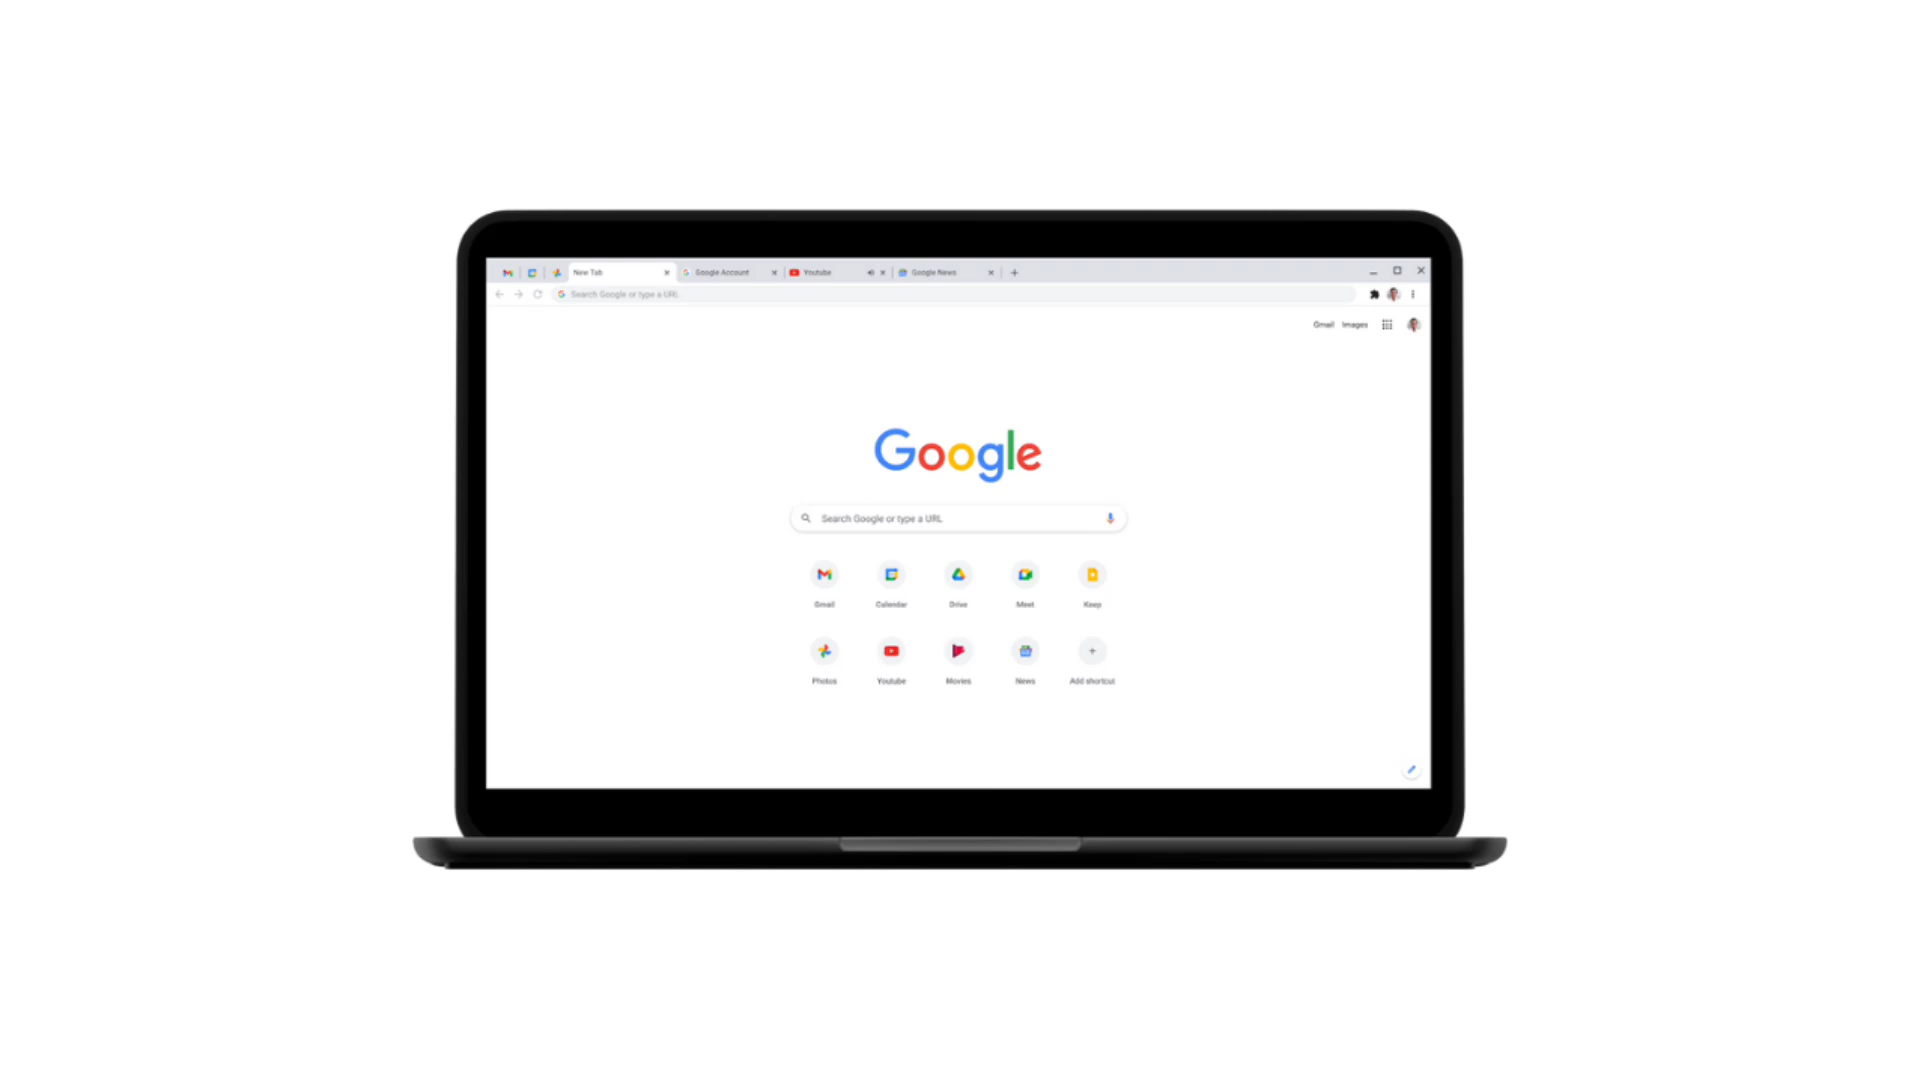 New Tab Google Account Youtube Google News
Search Google or type a URL
Gmail Images
Google
Search Google or type a URL
Gmail Calendar Drive Meet Keep
Photos Youtube Movies News Add shortcut